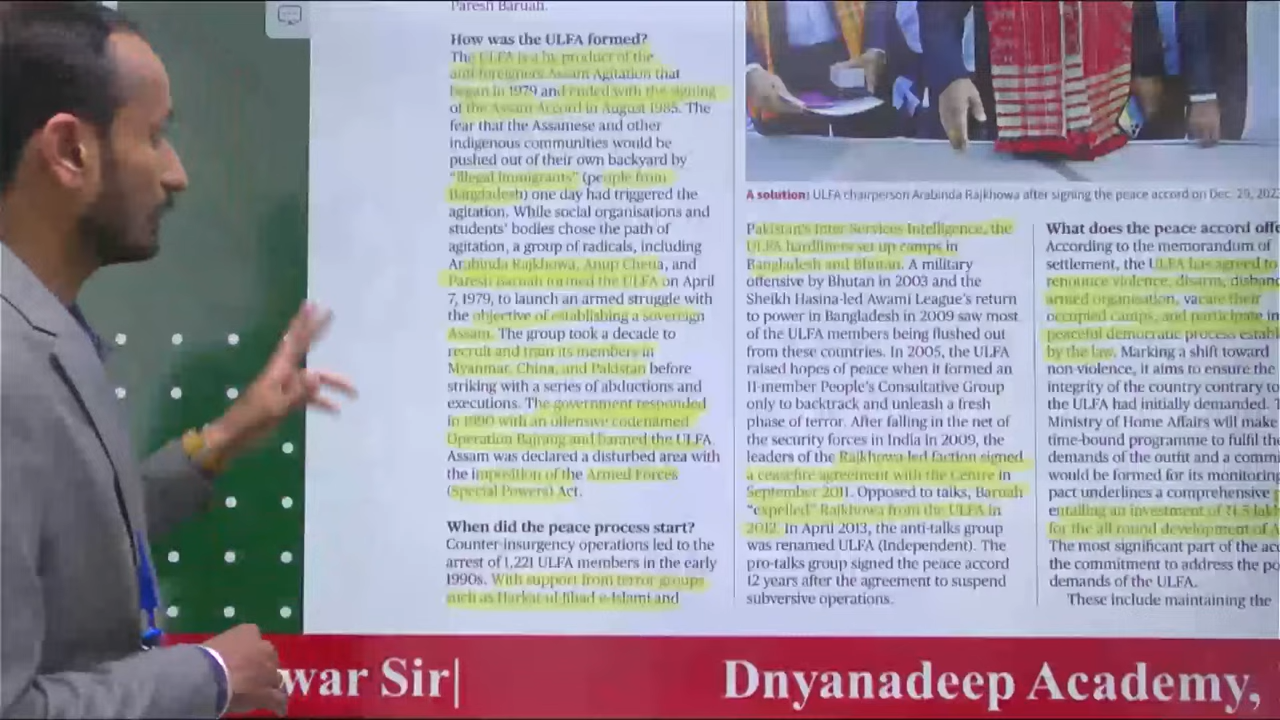 Paresh Baruah.
How was the ULFA formed?
The ULFA is a by-product of the
anti-foreigners Assam Agitation that
began in 1979 and ended with the signing
of the Assam Accord in August 1985. The
fear that the Assamese and other
indigenous communities would be
pushed out of their own backyard by
“illegal immigrants” (people from
Bangladesh) one day had triggered the
agitation. While social organisations and
students’ bodies chose the path of
agitation, a group of radicals, including
Arabinda Rajkhowa, Anup Chetia, and
Paresh Baruah formed the ULFA on April
7, 1979, to launch an armed struggle with
the objective of establishing a sovereign
Assam. The group took a decade to
recruit and train its members in
Myanmar, China, and Pakistan before
striking with a series of abductions and
executions. The government responded
in 1990 with an offensive codenamed
Operation Bajrang and banned the ULFA.
Assam was declared a disturbed area with
the imposition of the Armed Forces
(Special Powers) Act.
When did the peace process start?
Counter-insurgency operations led to the
arrest of 1,221 ULFA members in the early
1990s. With support from terror groups
such as Harkat-ul-Jihad-e-Islami and
A solution: ULFA chairperson Arabinda Rajkhowa after signing the peace accord on Dec. 29, 202
Pakistan’s Inter Services Intelligence, the
ULFA hardliners set up camps in
Bangladesh and Bhutan. A military
offensive by Bhutan in 2003 and the
Sheikh Hasina-led Awami League’s return
to power in Bangladesh in 2009 saw most
of the ULFA members being flushed out
from these countries. In 2005, the ULFA
raised hopes of peace when it formed an
11-member People’s Consultative Group
only to backtrack and unleash a fresh
phase of terror. After falling in the net of
the security forces in India in 2009, the
leaders of the Rajkhowa-led faction signed
a ceasefire agreement with the Centre in
September 2011. Opposed to talks, Baruah
“expelled” Rajkhowa from the ULFA in
2012. In April 2013, the anti-talks group
was renamed ULFA (Independent). The
pro-talks group signed the peace accord
12 years after the agreement to suspend
subversive operations.
What does the peace accord off
According to the memorandum of
settlement, the ULFA has agreed to
renounce violence, disarm, disband
armed organisation, vacate their
occupied camps, and participate in
peaceful democratic process establ
by the law. Marking a shift toward
non-violence, it aims to ensure the
integrity of the country contrary to
the ULFA had initially demanded. T
Ministry of Home Affairs will make
time-bound programme to fulfil th
demands of the outfit and a commi
would be formed for its monitoring
pact underlines a comprehensive
entailing an investment of ₹1.5 lak
for the all-round development of A
The most significant part of the acc
the commitment to address the po
demands of the ULFA.
These include maintaining the
war Sir| Dnyanadeep Academy,